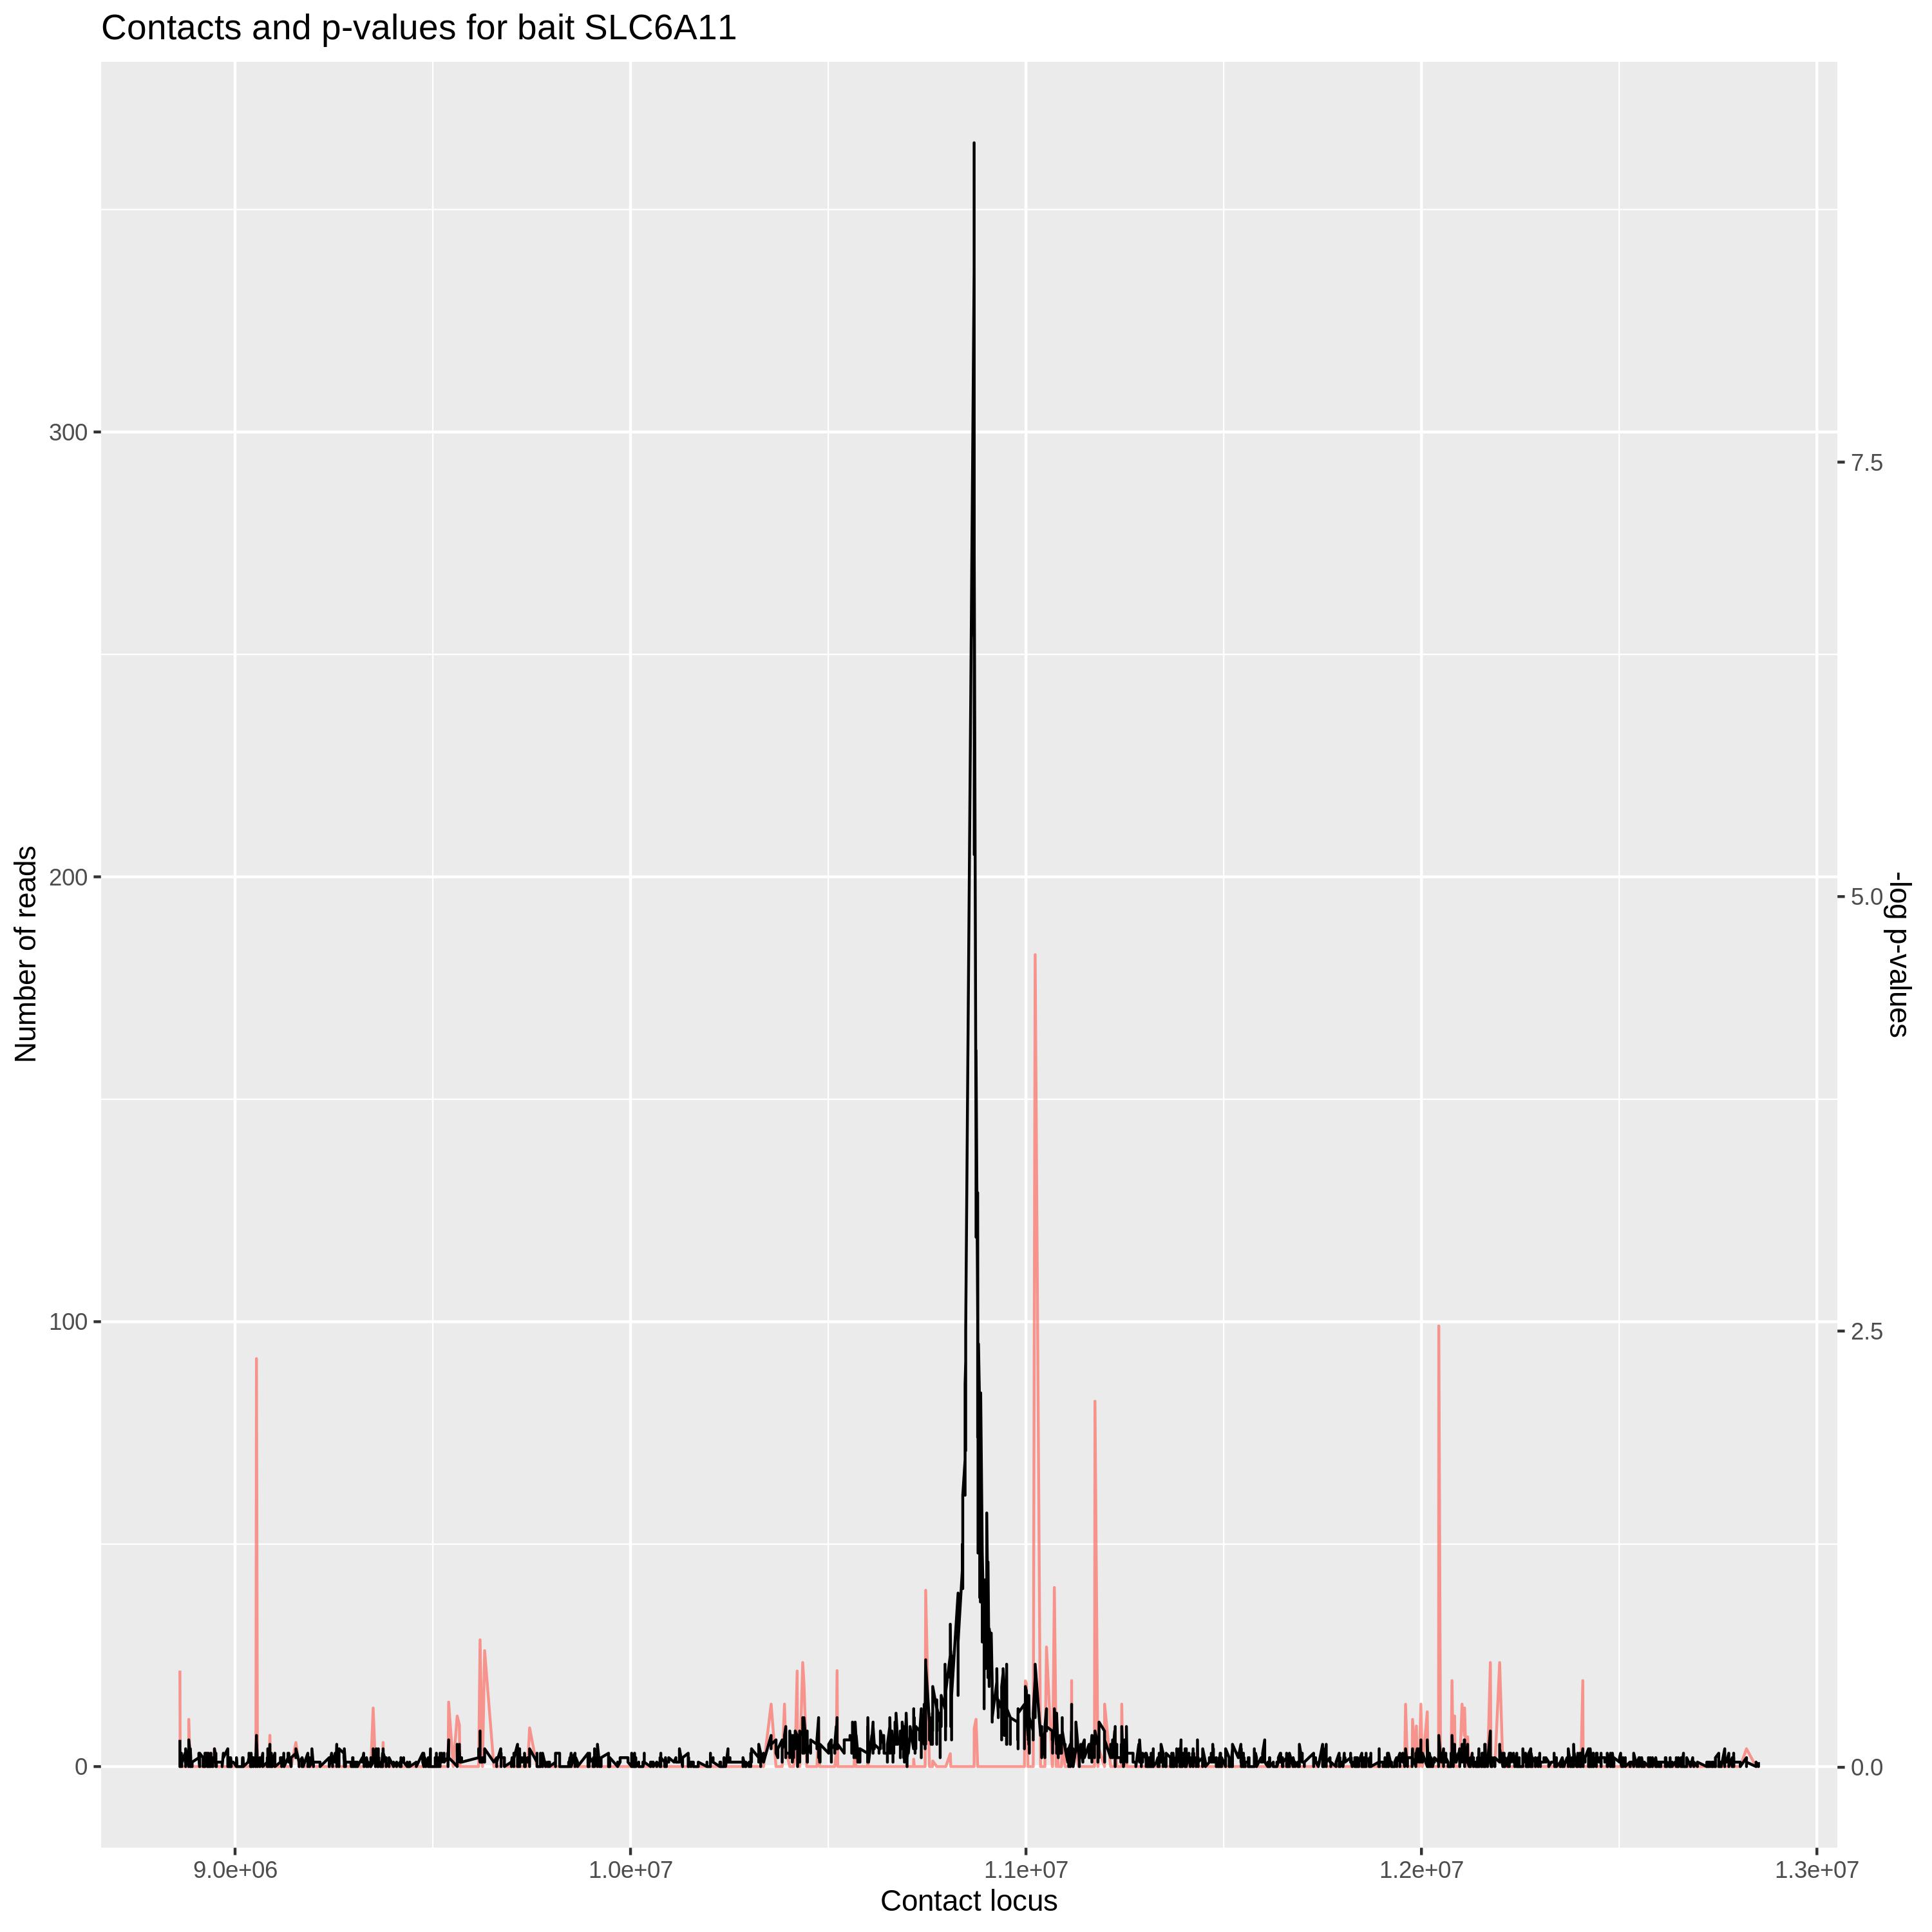 Contacts and p-values for bait SLC6A11
300
200
100
0
Number of reads
7.5
5.0
2.5
0.0
-log p-values
9.0e+06
1.0e+07
1.1e+07
1.2e+07
1.3e+07
Contact locus